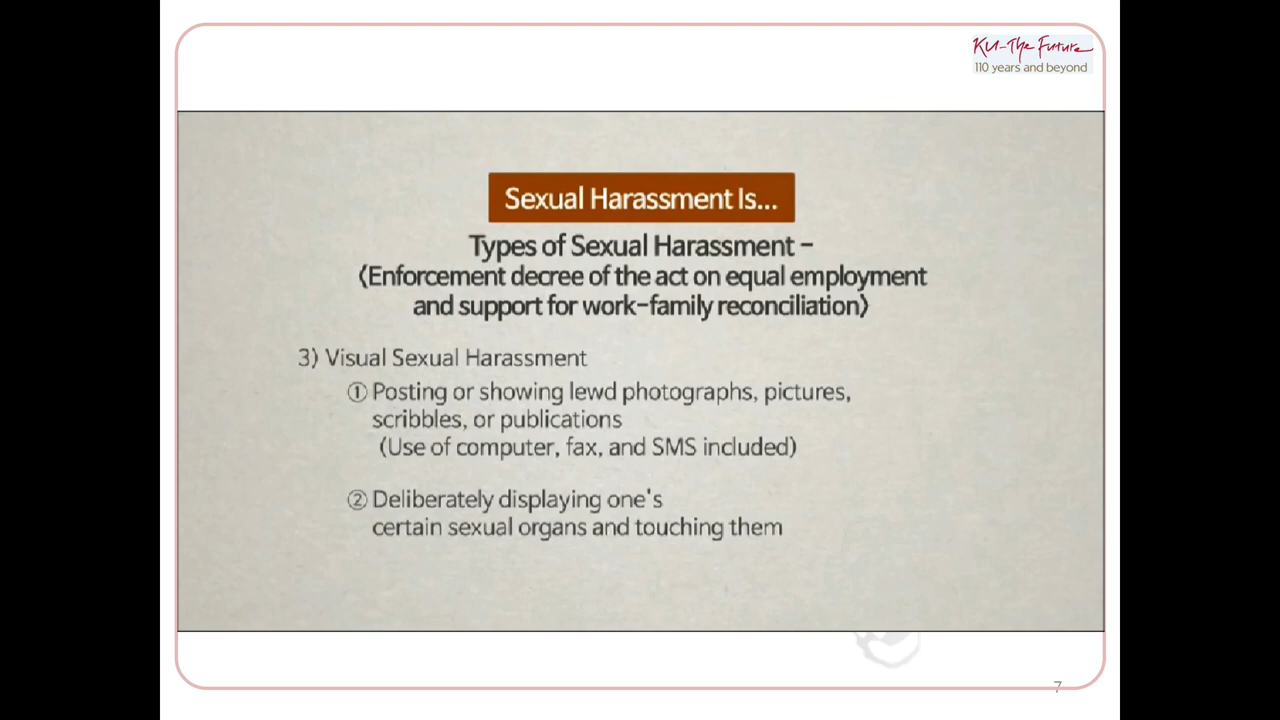 KU-The Future
110 years and beyond
Sexual Harassment Is...
Types of Sexual Harassment -
〈Enforcement decree of the act on equal employment
and support for work-family reconciliation〉
3) Visual Sexual Harassment
① Posting or showing lewd photographs, pictures,
scribbles, or publications
(Use of computer, fax, and SMS included)
② Deliberately displaying one's
certain sexual organs and touching them
7